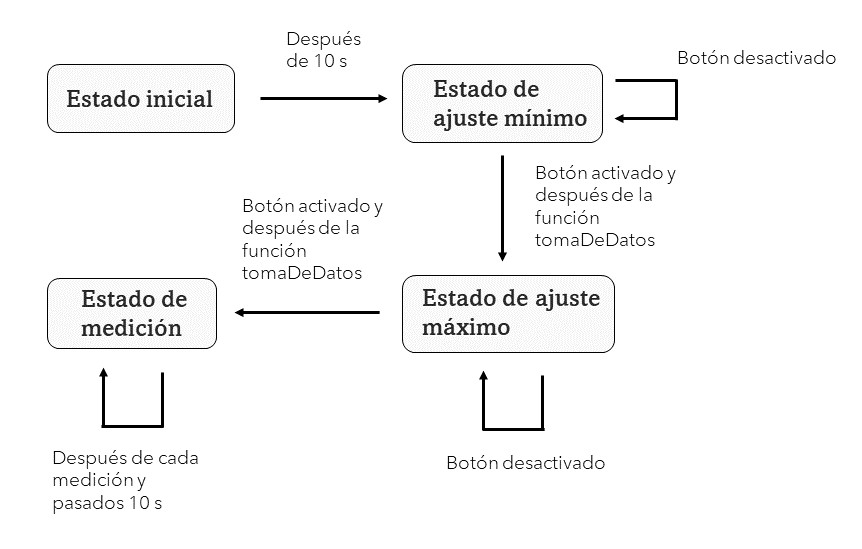 Después
de 10 s
Botón desactivado
Estado inicial
Estado de
ajuste mínimo
Botón activado y
después de la
función
tomaDeDatos
Botón activado y
después de la
función
tomaDeDatos
Estado de
medición
Estado de ajuste
máximo
Después de cada
medición y
pasados 10 s
Botón desactivado